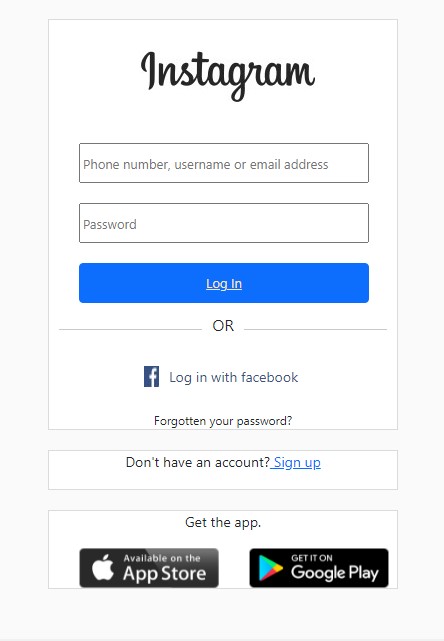 Instagram
Phone number, username or email address
Password
Log In
OR
Log in with facebook
Forgotten your password?
Don't have an account? Sign up
Get the app.
Available on the
App Store
GET IT ON
Google Play